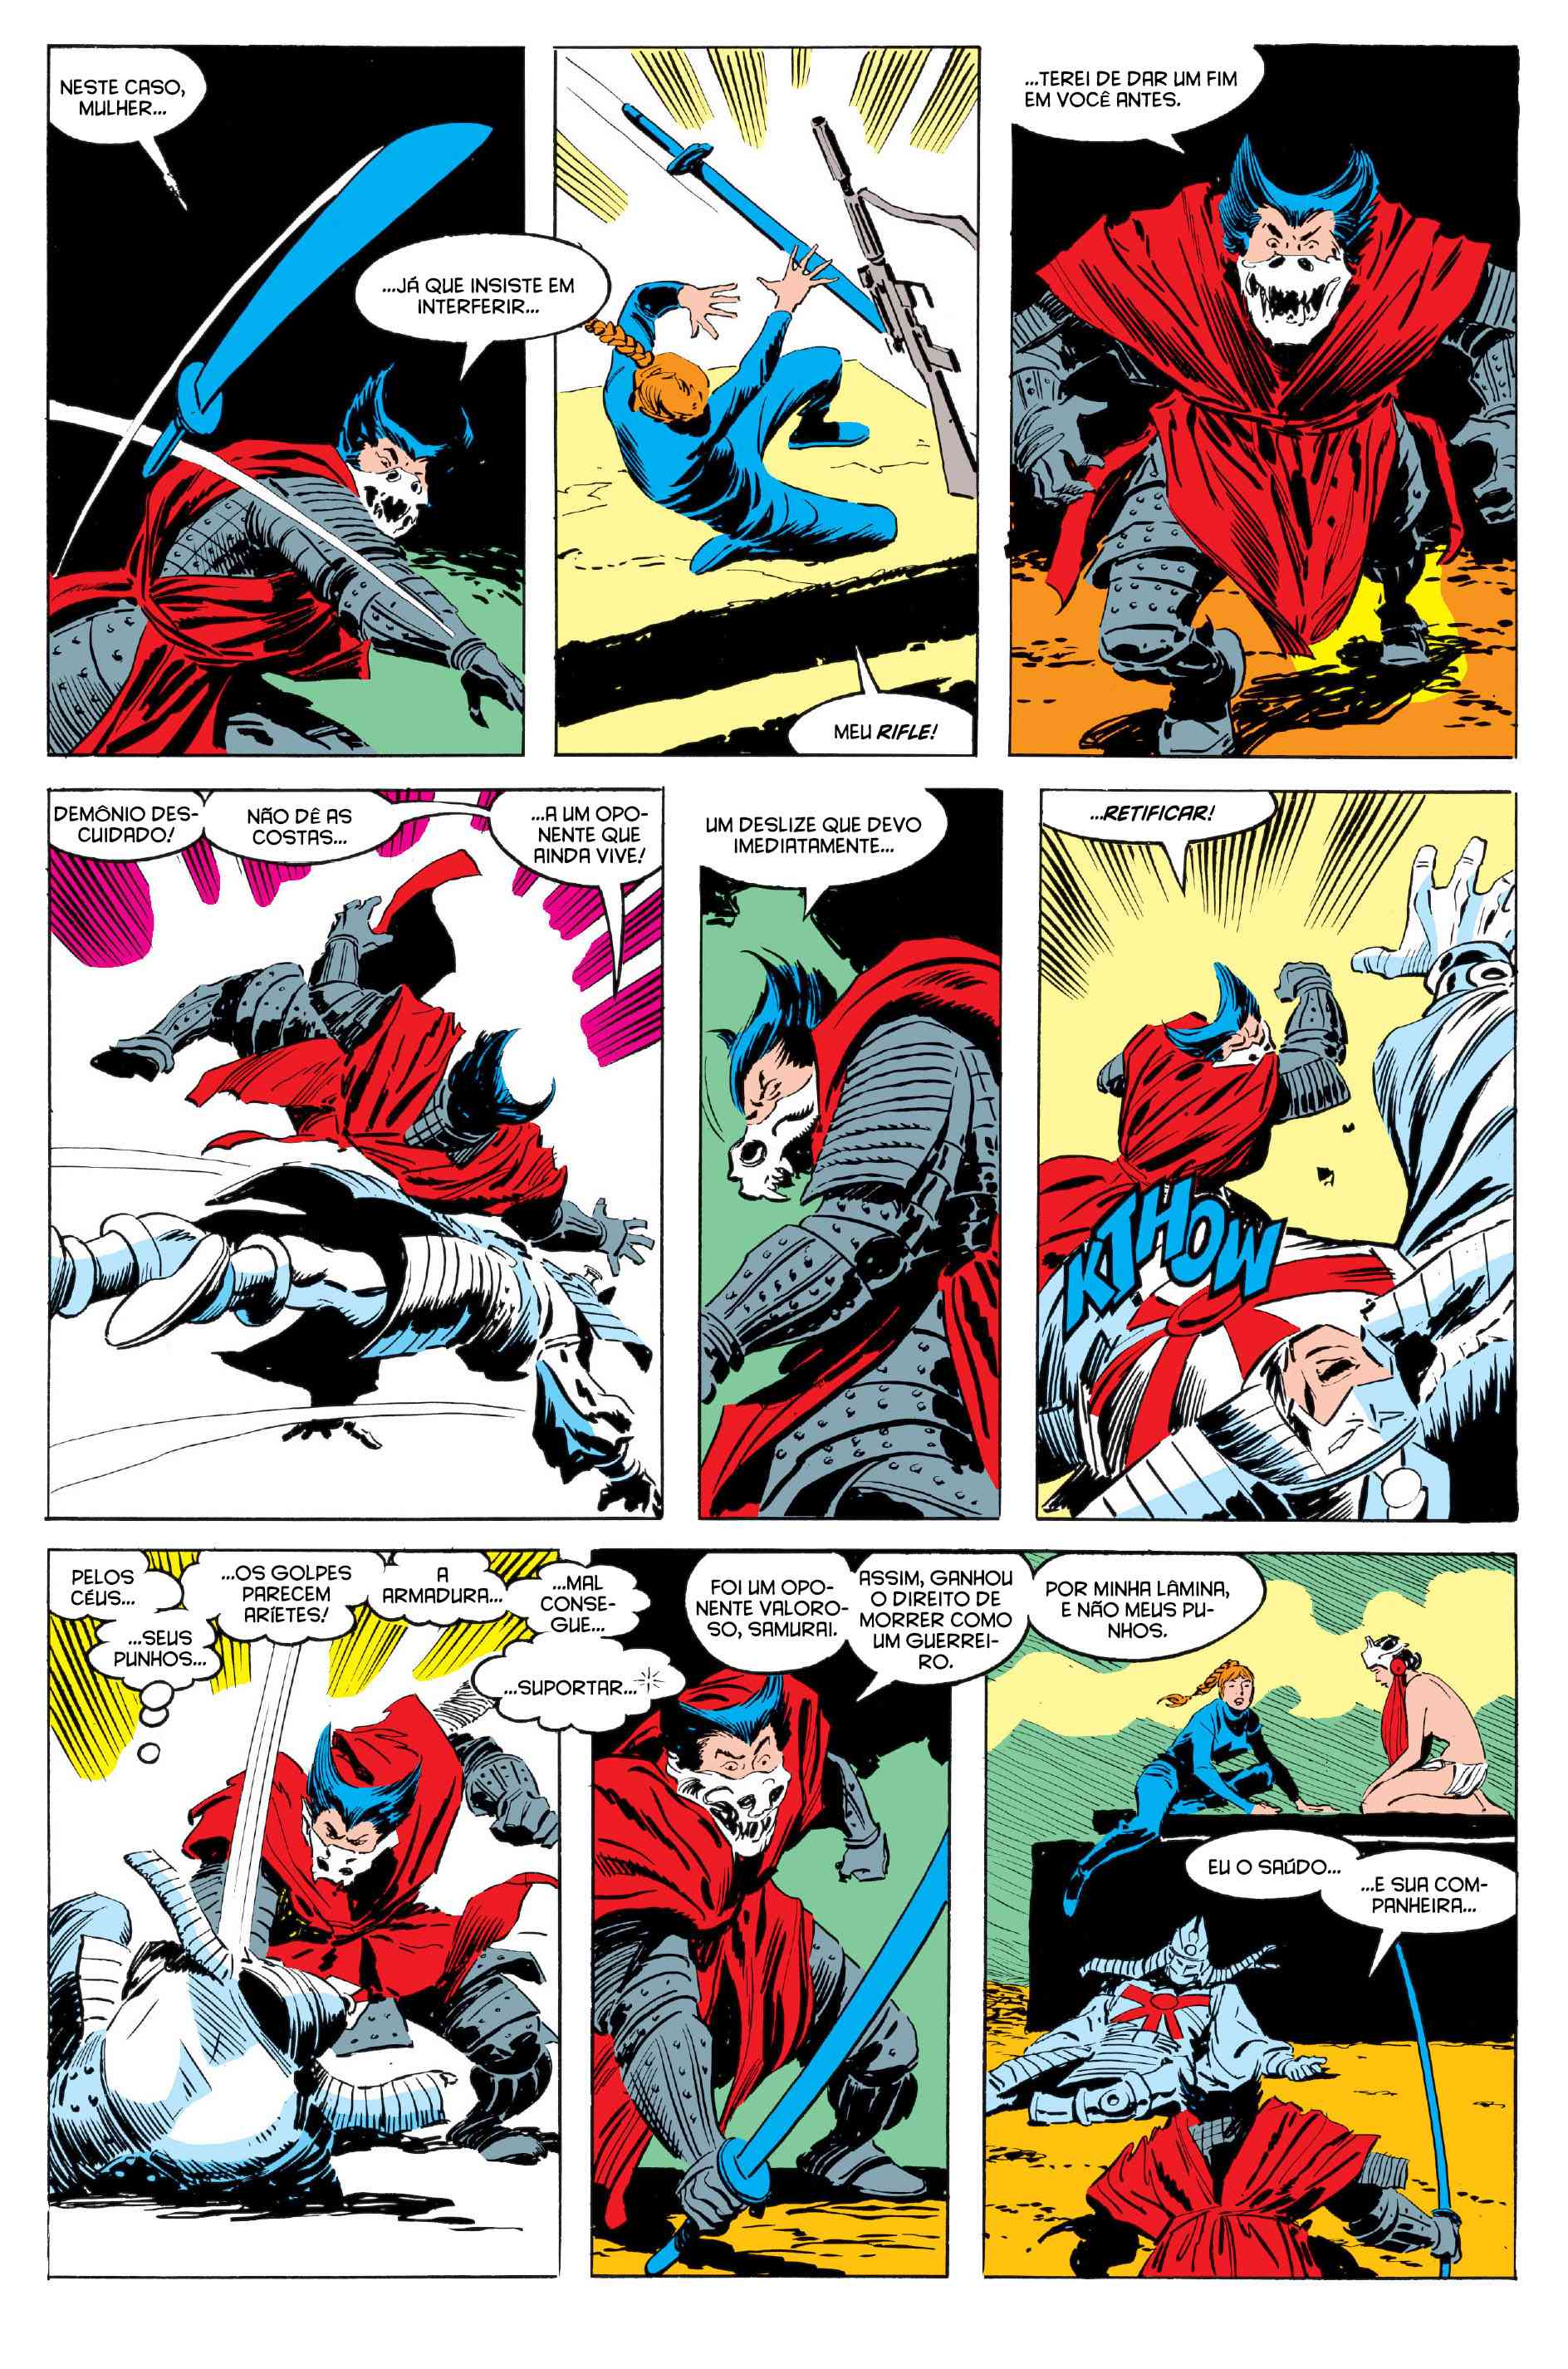 NESTE CASO,
MULHER...
...JÁ QUE INSISTE EM
INTERFERIR...
MEU RIFLE!
...TEREI DE DAR UM FIM
EM VOCÊ ANTES.
DEMÔNIO DES-
CUIDADO!
NÃO DÊ AS
COSTAS...
...A UM OPO-
NENTE QUE
AINDA VIVE!
UM DESLIZE QUE DEVO
IMEDIATAMENTE...
...RETIFICAR!
KTHOW
PELOS
CÉUS...
...SEUS
PUNHOS...
...OS GOLPES
PARECEM
ARÍETES!
A
ARMADURA...
...MAL
CONSE-
GUE...
...SUPORTAR...
FOI UM OPO-
NENTE VALORO-
SO, SAMURAI.
ASSIM, GANHOU
O DIREITO DE
MORRER COMO
UM GUERREI-
RO.
POR MINHA LÂMINA,
E NÃO MEUS PU-
NHOS.
EU O SAÚDO...
...E SUA COM-
PANHEIRA...